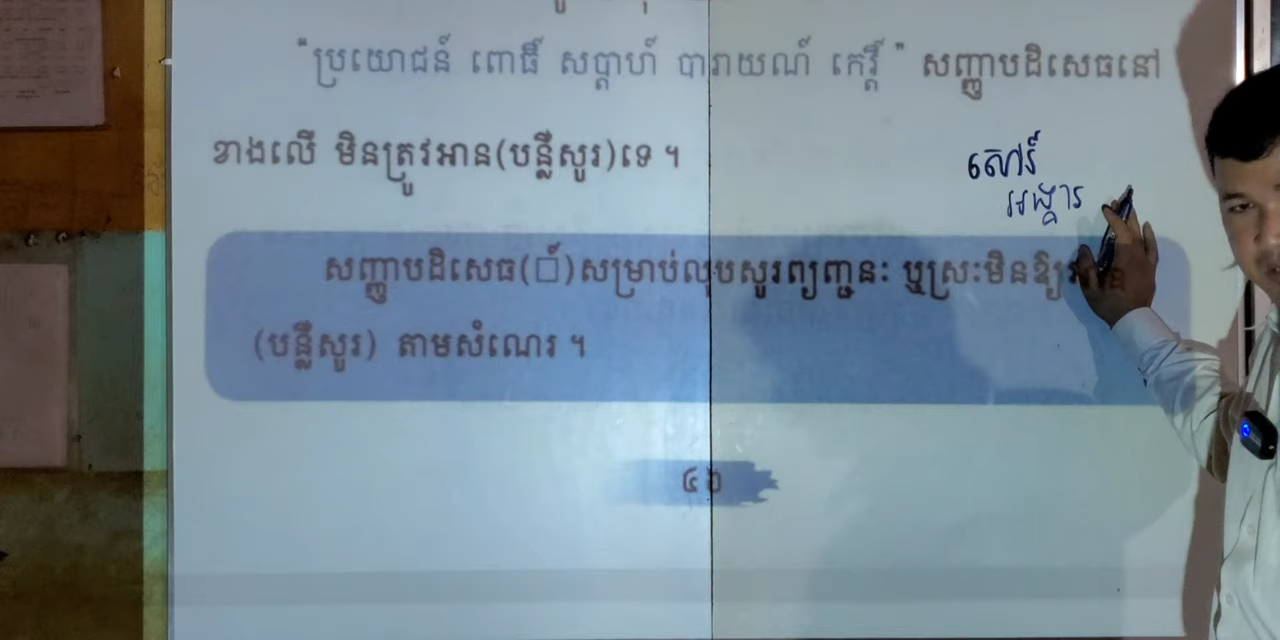 "ប្រយោជន៍ ពោធិ៍ សប្តាហ៍ បារាយណ៍ កេរ្តិ៍" សញ្ញាបដិសេធនៅ
ខាងលើ មិនត្រូវអាន(បន្លឺសូរ)ទេ ។
សៅរ៍
អង្គារ
សញ្ញាបដិសេធ(៍)សម្រាប់លុបសូរព្យញ្ជនៈ ឬស្រៈមិនឱ្យអាន
(បន្លឺសូរ) តាមសំណេរ ។
៤៦